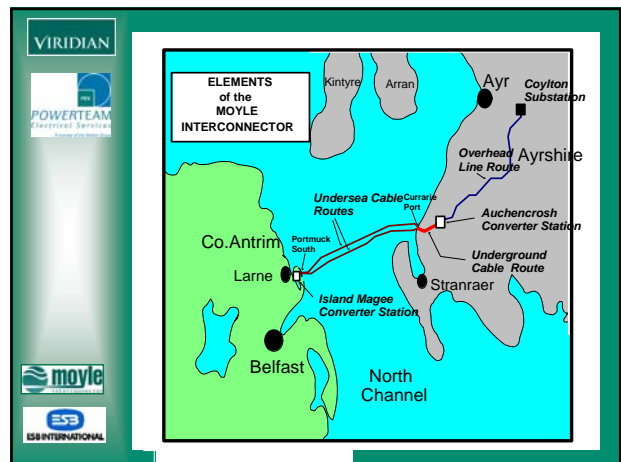 VIRIDIAN
PES
POWERTEAM
Electrical Services
moyle
ESB
ESB INTERNATIONAL
ELEMENTS
of the
MOYLE
INTERCONNECTOR
Kintyre
Arran
Ayr
Coylton
Substation
Overhead
Line Route
Ayrshire
Undersea Cable
Routes
Currarie
Port
Auchencrosh
Converter Station
Co.Antrim
Portmuck
South
Underground
Cable Route
Larne
Stranraer
Island Magee
Converter Station
Belfast
North
Channel